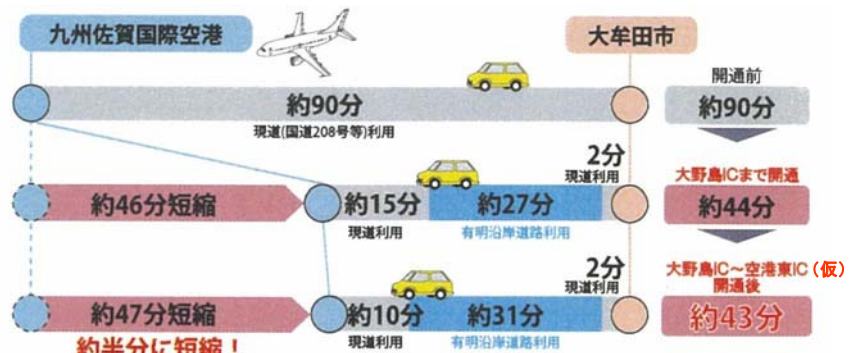 九州佐賀国際空港
大牟田市
開通前
約90分
約90分
現道(国道208号等)利用
2分
現道利用
大野島ICまで開通
約46分短縮
約15分
約27分
約44分
現道利用
有明沿岸道路利用
2分
現道利用
大野島IC～空港東IC（仮）
開通後
約47分短縮
約10分
約31分
約43分
約半分に短縮！
現道利用
有明沿岸道路利用